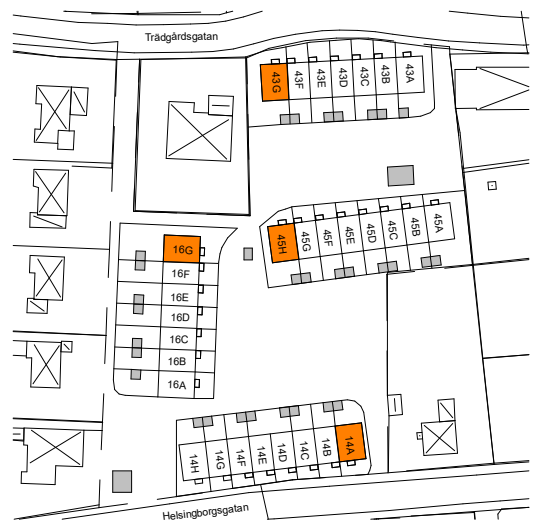 Trädgårdsgatan
43G
43F
43E
43D
43C
43B
43A
45H
45G
45F
45E
45D
45C
45B
45A
16G
16F
16E
16D
16C
16B
16A
14H
14G
14F
14E
14D
14C
14B
14A
Helsingborgsgatan